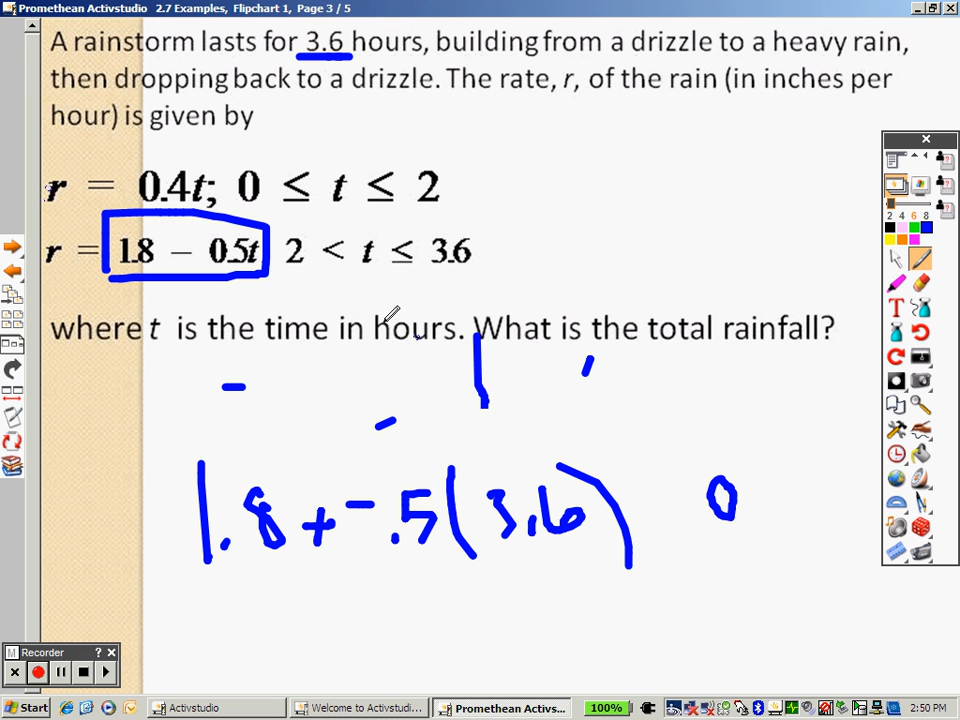 Promethean Activstudio 2.7 Examples, Flipchart 1, Page 3 / 5
A rainstorm lasts for 3.6 hours, building from a drizzle to a heavy rain,
then dropping back to a drizzle. The rate, r, of the rain (in inches per
hour) is given by
r = 0.4t; 0 ≤ t ≤ 2
r = 1.8 – 0.5t 2 < t ≤ 3.6
where t is the time in hours. What is the total rainfall?
1.8 + -.5(3.6) 0
2 4 6 8
T
Recorder ?
Start
Activstudio
Welcome to Activstudi...
Promethean Activs...
100%
2:50 PM